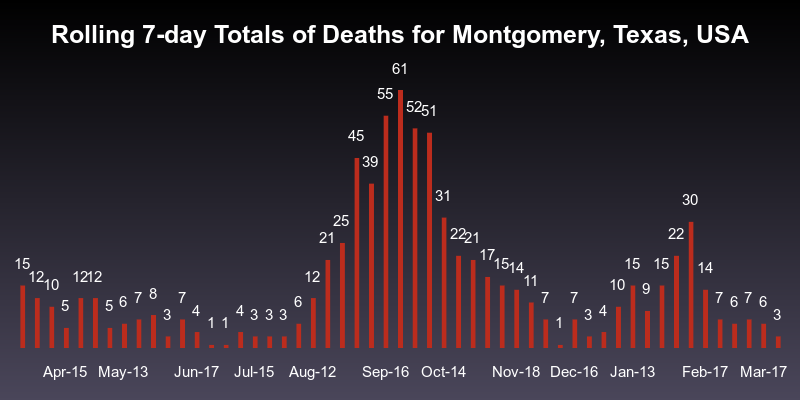 Rolling 7-day Totals of Deaths for Montgomery, Texas, USA
15 12 10 5 12 12 5 6 7 8 3 7 4 1 1 4 3 3 3 6 12 21 25 45 39 55 61 52 51 31 22 21 17 15 14 11 7 1 7 3 4 10 15 9 15 22 30 14 7 6 7 6 3
Apr-15 May-13 Jun-17 Jul-15 Aug-12 Sep-16 Oct-14 Nov-18 Dec-16 Jan-13 Feb-17 Mar-17